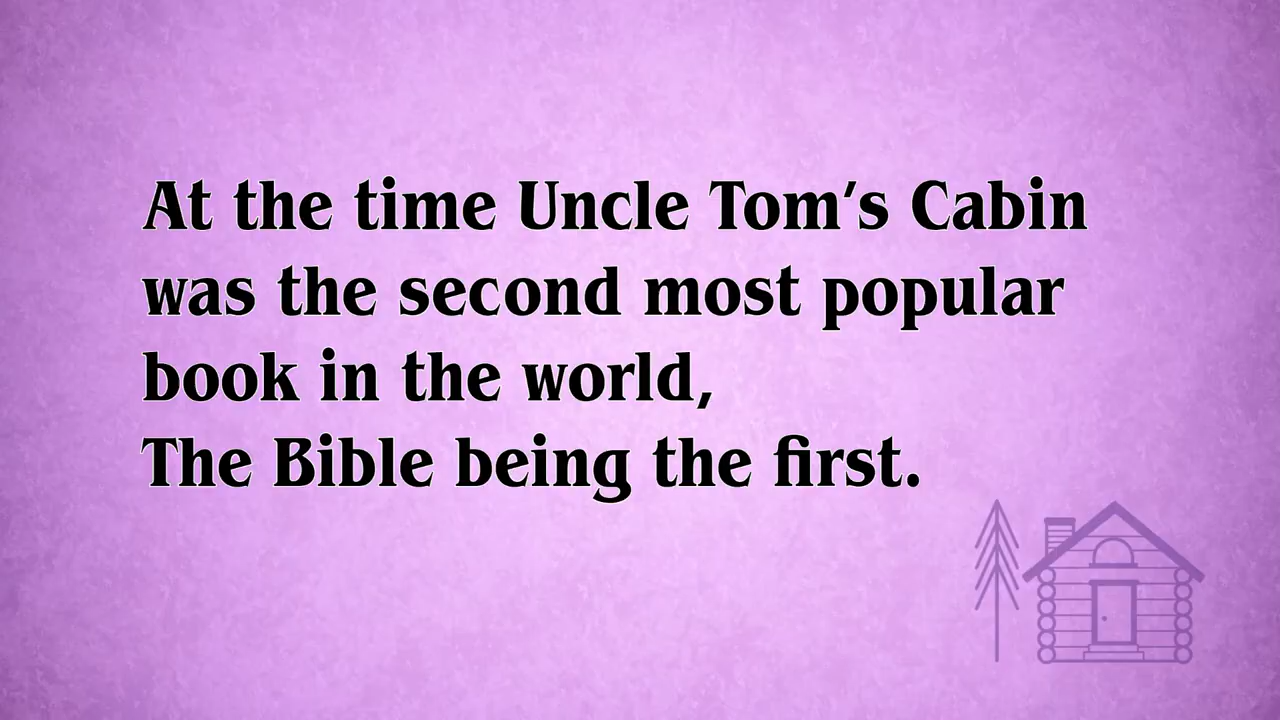 At the time Uncle Tom’s Cabin
was the second most popular
book in the world,
The Bible being the first.